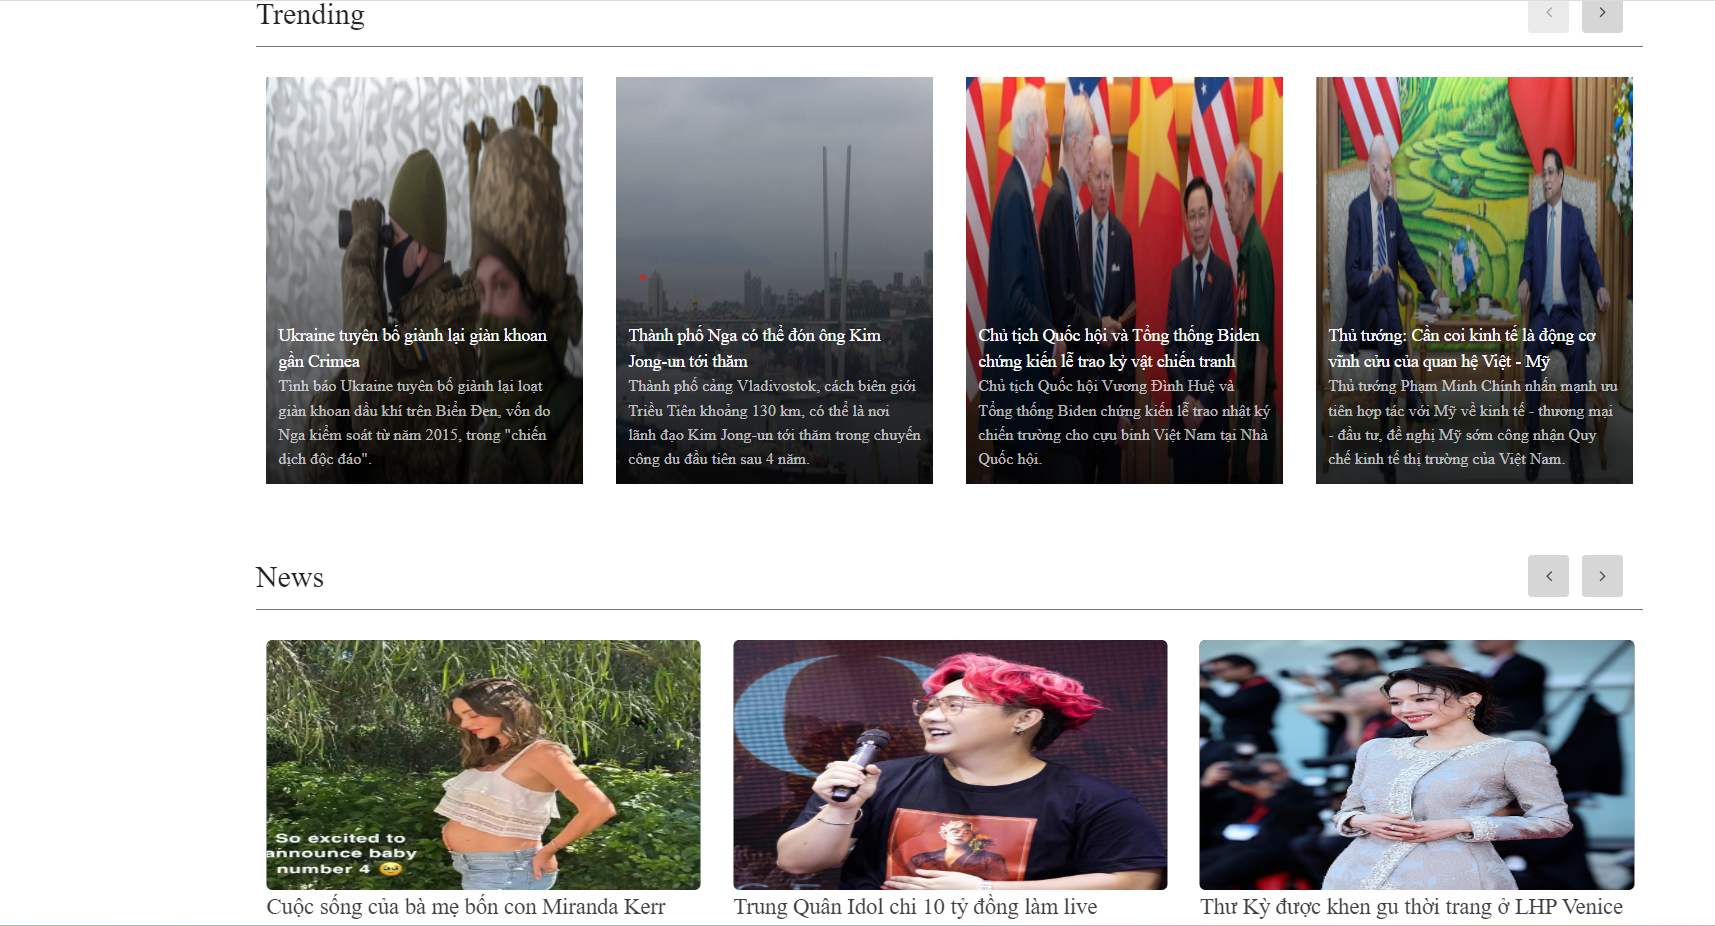 Trending
Ukraine tuyên bố giành lại giàn khoan
gần Crimea
Tình báo Ukraine tuyên bố giành lại loạt
giàn khoan dầu khí trên Biển Đen, vốn do
Nga kiểm soát từ năm 2015, trong "chiến
dịch độc đáo".
Thành phố Nga có thể đón ông Kim
Jong-un tới thăm
Thành phố cảng Vladivostok, cách biên giới
Triều Tiên khoảng 130 km, có thể là nơi
lãnh đạo Kim Jong-un tới thăm trong chuyến
công du đầu tiên sau 4 năm.
Chủ tịch Quốc hội và Tổng thống Biden
chứng kiến lễ trao kỷ vật chiến tranh
Chủ tịch Quốc hội Vương Đình Huệ và
Tổng thống Biden chứng kiến lễ trao nhật ký
chiến trường cho cựu binh Việt Nam tại Nhà
Quốc hội.
Thủ tướng: Cần coi kinh tế là động cơ
vĩnh cửu của quan hệ Việt - Mỹ
Thủ tướng Phạm Minh Chính nhấn mạnh ưu
tiên hợp tác với Mỹ về kinh tế - thương mại
- đầu tư, đề nghị Mỹ sớm công nhận Quy
chế kinh tế thị trường của Việt Nam.
News
So excited to
announce baby
number 4 🥹
Cuộc sống của bà mẹ bốn con Miranda Kerr
Trung Quân Idol chi 10 tỷ đồng làm live
Thư Kỳ được khen gu thời trang ở LHP Venice